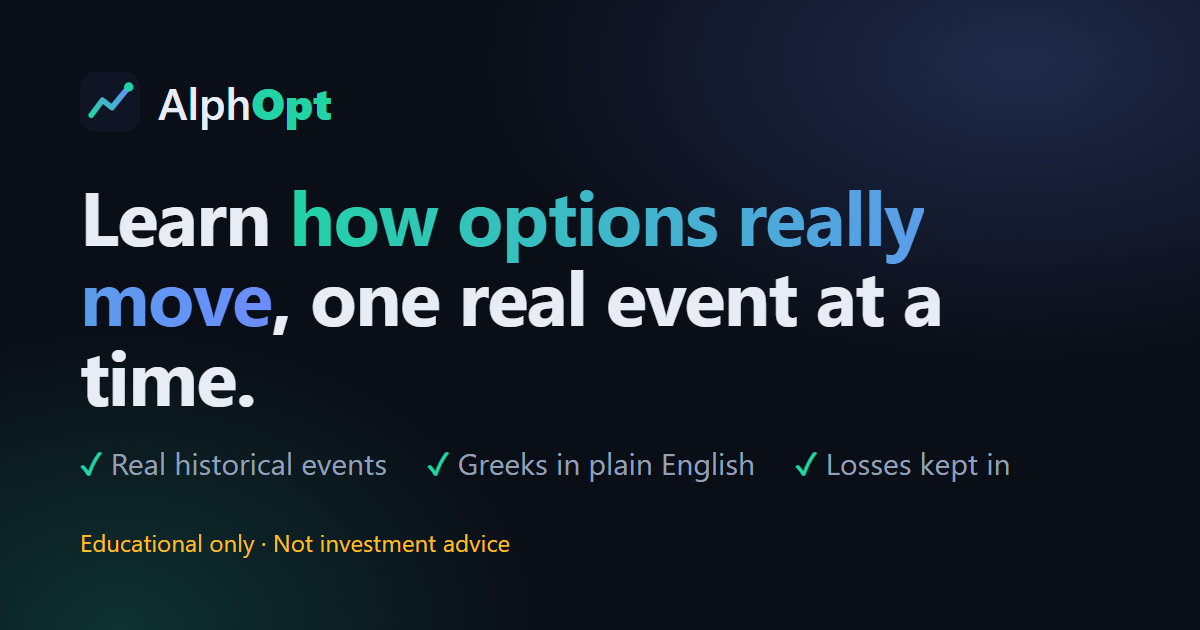 AlphOpt
Learn how options really
move, one real event at a
time.
✓ Real historical events ✓ Greeks in plain English ✓ Losses kept in
Educational only · Not investment advice